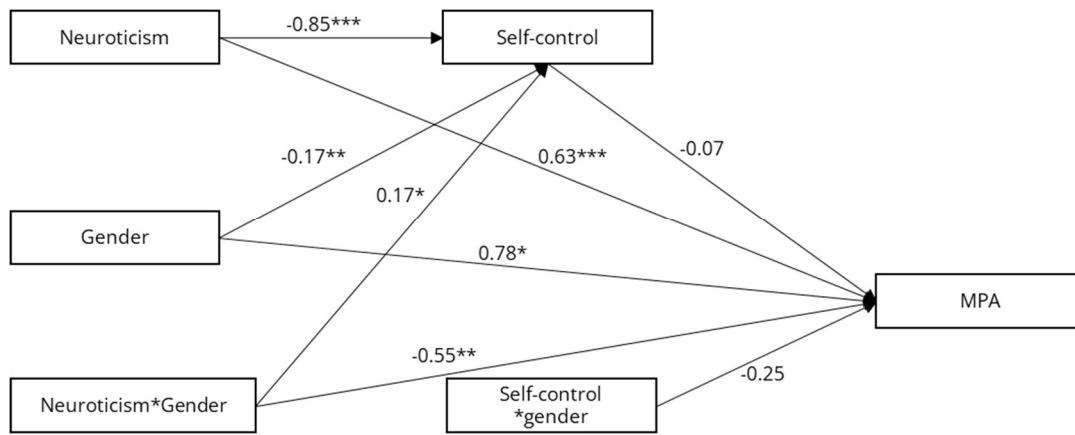 -0.85***
Neuroticism
Self-control
-0.17**
0.63***
-0.07
0.17*
Gender
0.78*
MPA
-0.55**
-0.25
Neuroticism*Gender
Self-control
*gender